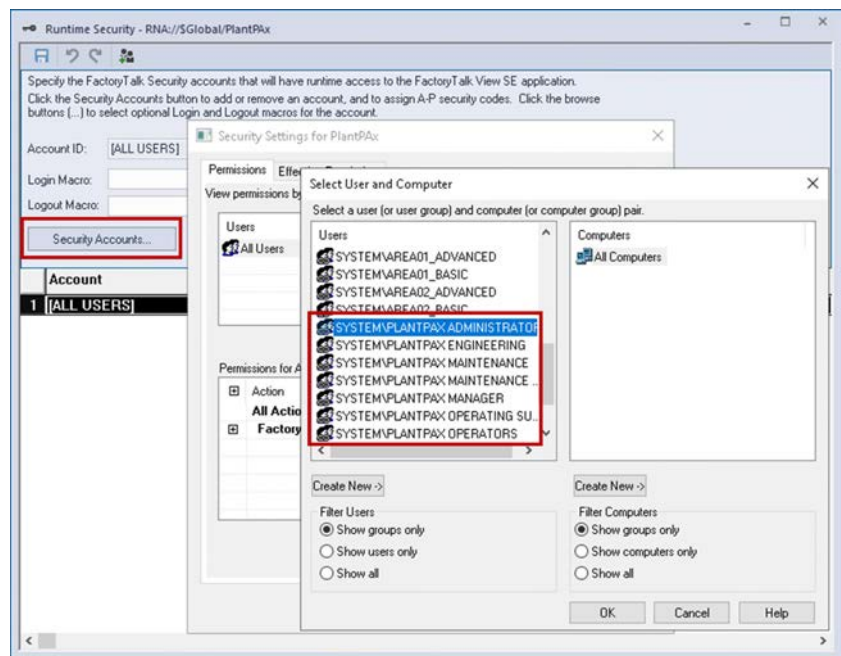 Runtime Security - RNA://$Global/PlantPAx
Specify the FactoryTalk Security accounts that will have runtime access to the FactoryTalk View SE application.
Click the Security Accounts button to add or remove an account, and to assign A-P security codes. Click the browse
buttons (...) to select optional Login and Logout macros for the account.
Account ID: [ALL USERS]
Login Macro:
Logout Macro:
Security Accounts...
Account
1 [ALL USERS]
Security Settings for PlantPAx
Permissions
View permissions by
Users
All Users
Permissions for A
Action
All Actio
Factory
Select User and Computer
Select a user (or user group) and computer (or computer group) pair.
Users
SYSTEM\AREA01_ADVANCED
SYSTEM\AREA01_BASIC
SYSTEM\AREA02_ADVANCED
SYSTEM\AREA02_BASIC
SYSTEM\PLANTPAX ADMINISTRATOR
SYSTEM\PLANTPAX ENGINEERING
SYSTEM\PLANTPAX MAINTENANCE
SYSTEM\PLANTPAX MAINTENANCE ...
SYSTEM\PLANTPAX MANAGER
SYSTEM\PLANTPAX OPERATING SU...
SYSTEM\PLANTPAX OPERATORS
Computers
All Computers
Create New ->
Create New ->
Filter Users
Show groups only
Show users only
Show all
Filter Computers
Show groups only
Show computers only
Show all
OK
Cancel
Help